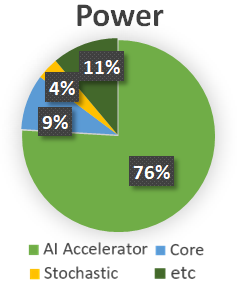 Power
11%
4%
9%
76%
AI Accelerator Core
Stochastic etc